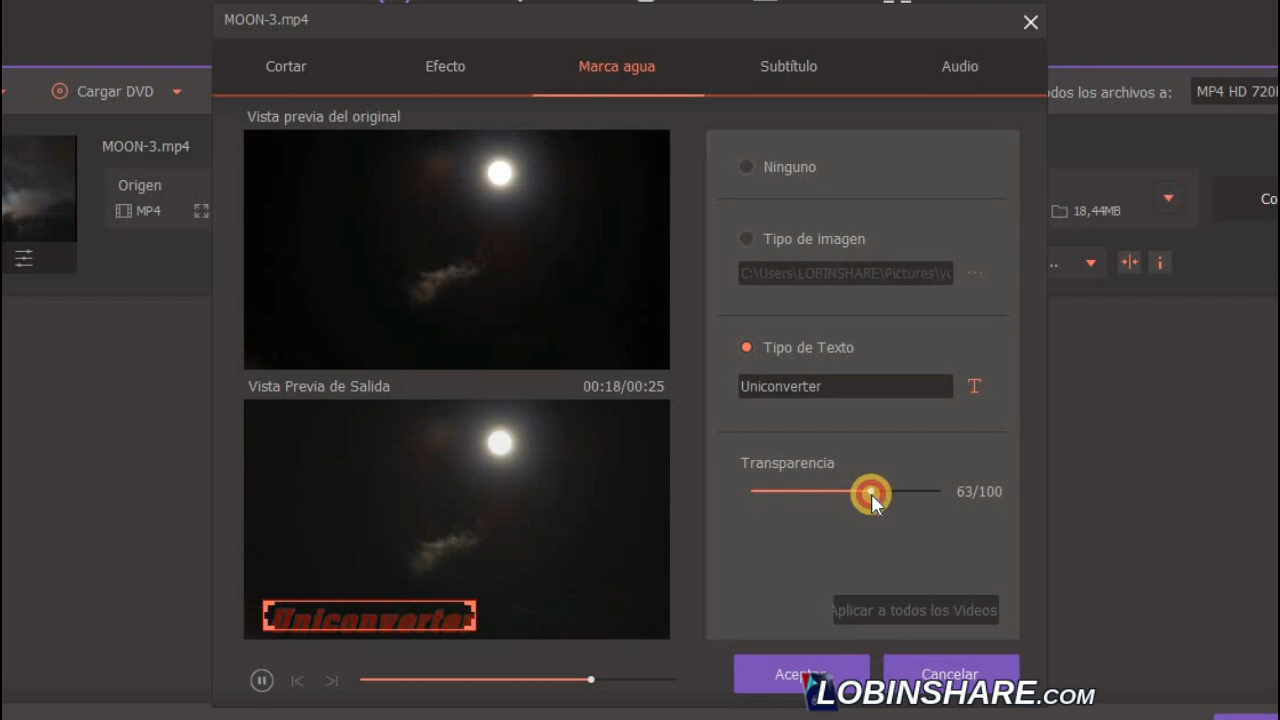 MOON-3.mp4
Cortar
Efecto
Marca agua
Subtítulo
Audio
Cargar DVD
odos los archivos a:
MP4 HD 720
Vista previa del original
MOON-3.mp4
Origen
MP4
18,44MB
Co
Ninguno
Tipo de imagen
C:\Users\LOBINSHARE\Pictures\yo
...
Tipo de Texto
Uniconverter
T
Vista Previa de Salida
00:18/00:25
Transparencia
63/100
Uniconverter
Aplicar a todos los Videos
Aceptar
Cancelar
LOBINSHARE.COM